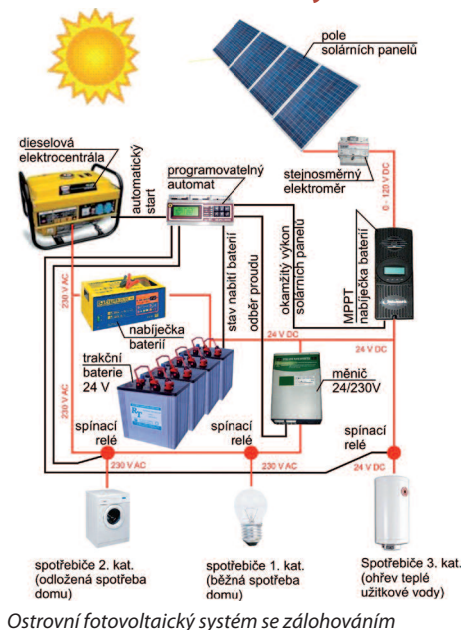 pole
solárních panelů
dieselová
elektrocentrála
automatický
start
programovatelný
automat
stejnosměrný
elektroměr
0 - 120 V DC
230 V AC
nabíječka
baterií
stav nabití baterií
odběr proudu
okamžitý výkon
solárních panelů
MPPT
nabíječka baterií
24 V DC
24 V DC
trakční
baterie
24 V
měnič
24/230V
230 V AC
spínací
relé
spínací
relé
spínací
relé
230 V AC
230 V AC
24 V DC
spotřebiče 2. kat.
(odložená spotřeba
domu)
spotřebiče 1. kat.
(běžná spotřeba
domu)
Spotřebiče 3. kat.
(ohřev teplé
užitkové vody)
Ostrovní fotovoltaický systém se zálohováním